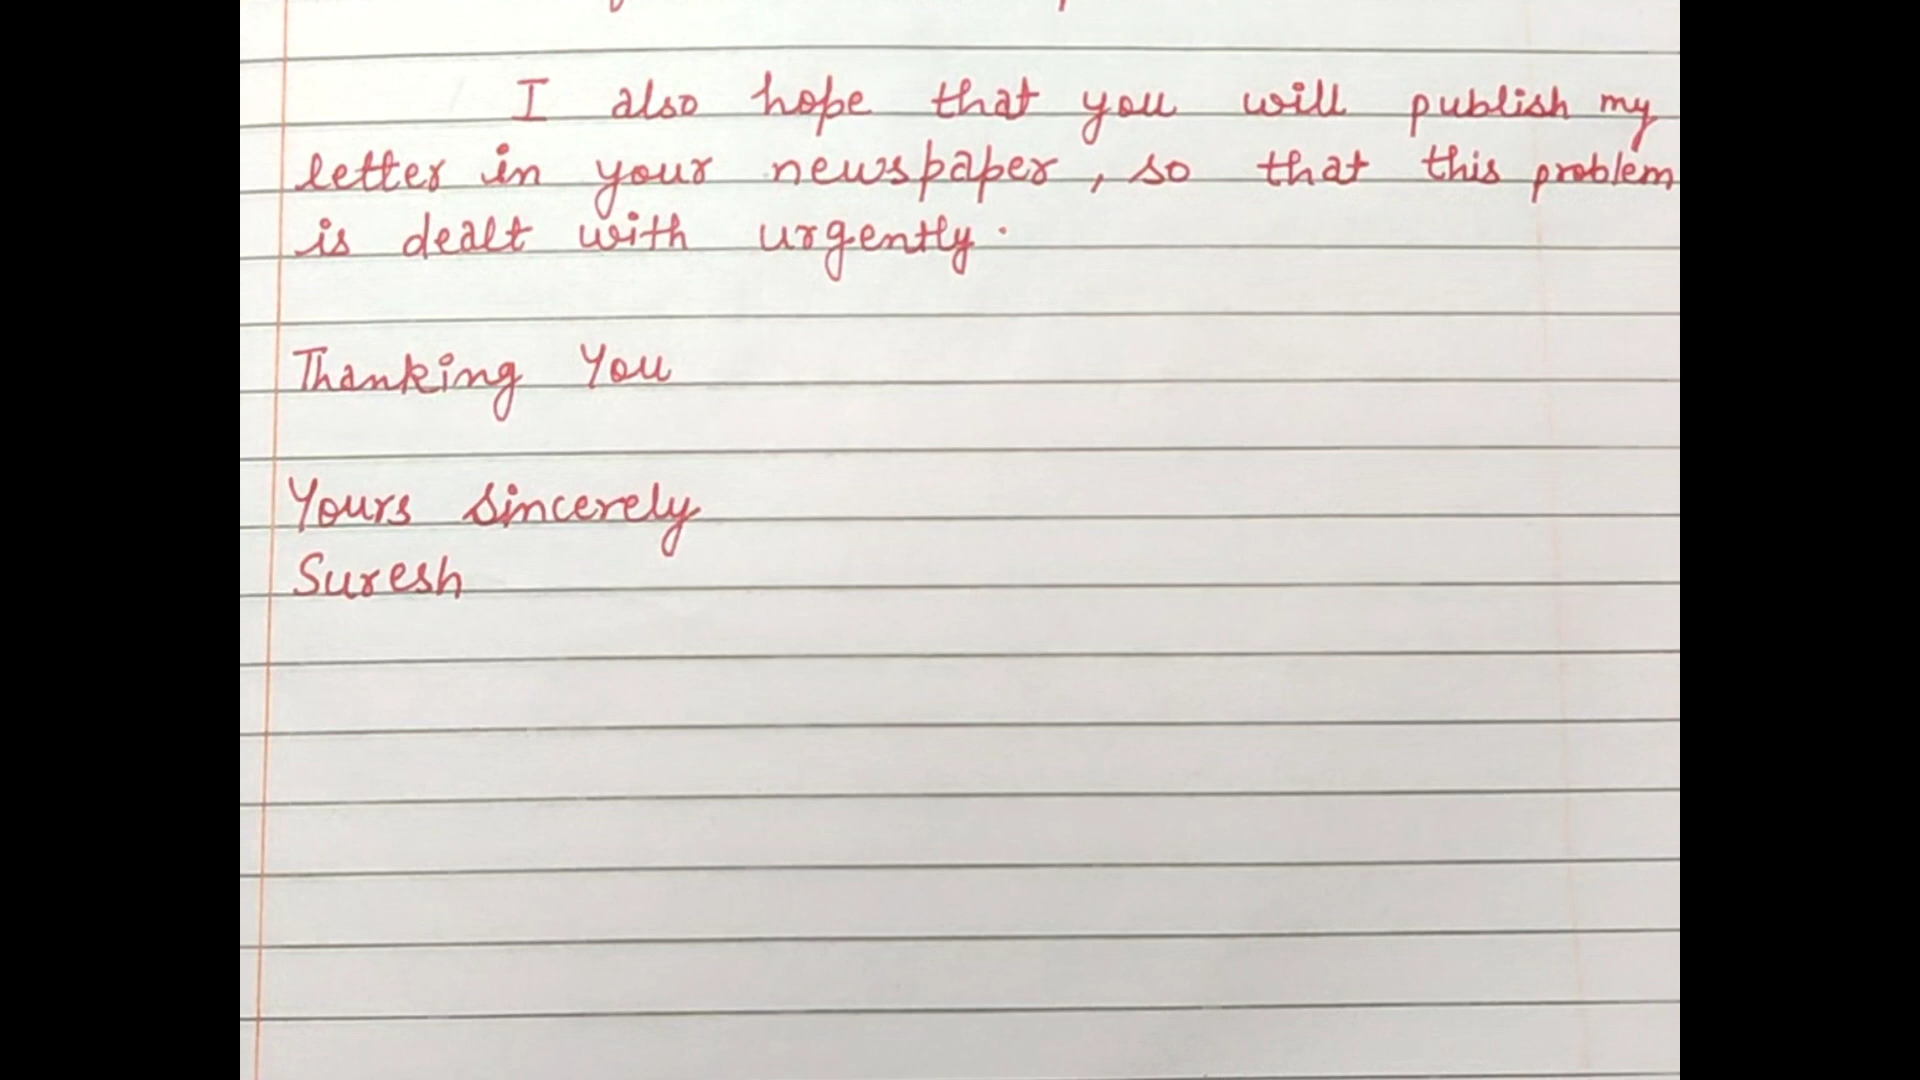 I also hope that you will publish my
letter in your newspaper, so that this problem
is dealt with urgently.
Thanking You
Yours sincerely
Suresh